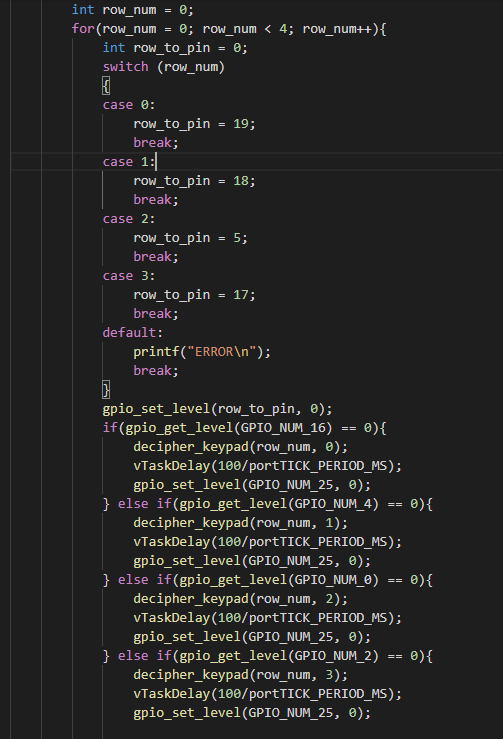 int row_num = 0;
for(row_num = 0; row_num < 4; row_num++){
int row_to_pin = 0;
switch (row_num)
{
case 0:
row_to_pin = 19;
break;
case 1:
row_to_pin = 18;
break;
case 2:
row_to_pin = 5;
break;
case 3:
row_to_pin = 17;
break;
default:
printf("ERROR\n");
break;
}
gpio_set_level(row_to_pin, 0);
if(gpio_get_level(GPIO_NUM_16) == 0){
decipher_keypad(row_num, 0);
vTaskDelay(100/portTICK_PERIOD_MS);
gpio_set_level(GPIO_NUM_25, 0);
} else if(gpio_get_level(GPIO_NUM_4) == 0){
decipher_keypad(row_num, 1);
vTaskDelay(100/portTICK_PERIOD_MS);
gpio_set_level(GPIO_NUM_25, 0);
} else if(gpio_get_level(GPIO_NUM_0) == 0){
decipher_keypad(row_num, 2);
vTaskDelay(100/portTICK_PERIOD_MS);
gpio_set_level(GPIO_NUM_25, 0);
} else if(gpio_get_level(GPIO_NUM_2) == 0){
decipher_keypad(row_num, 3);
vTaskDelay(100/portTICK_PERIOD_MS);
gpio_set_level(GPIO_NUM_25, 0);